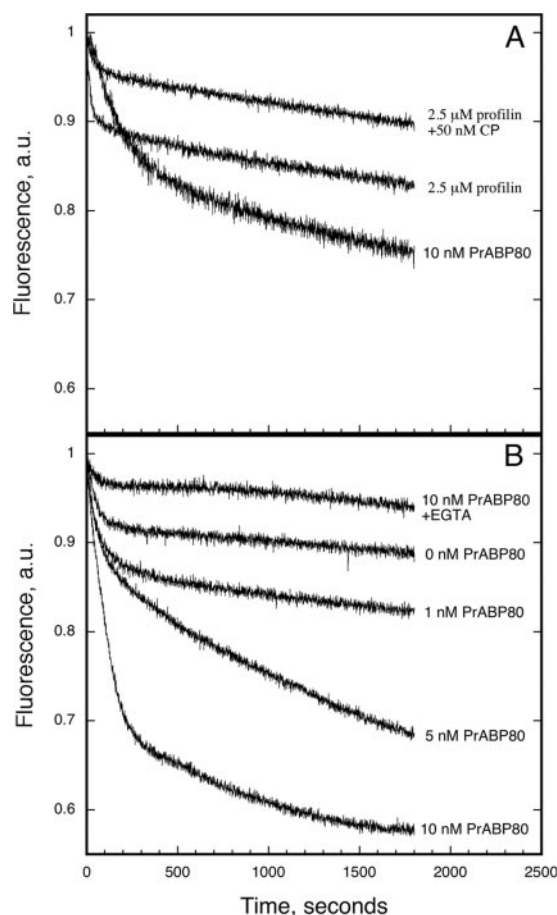 A
1
0.9
0.8
0.7
0.6
Fluorescence, a.u.
2.5 μM profilin
+50 nM CP
2.5 μM profilin
10 nM PrABP80
B
1
0.9
0.8
0.7
0.6
Fluorescence, a.u.
10 nM PrABP80
+EGTA
0 nM PrABP80
1 nM PrABP80
5 nM PrABP80
10 nM PrABP80
0 500 1000 1500 2000 2500
Time, seconds